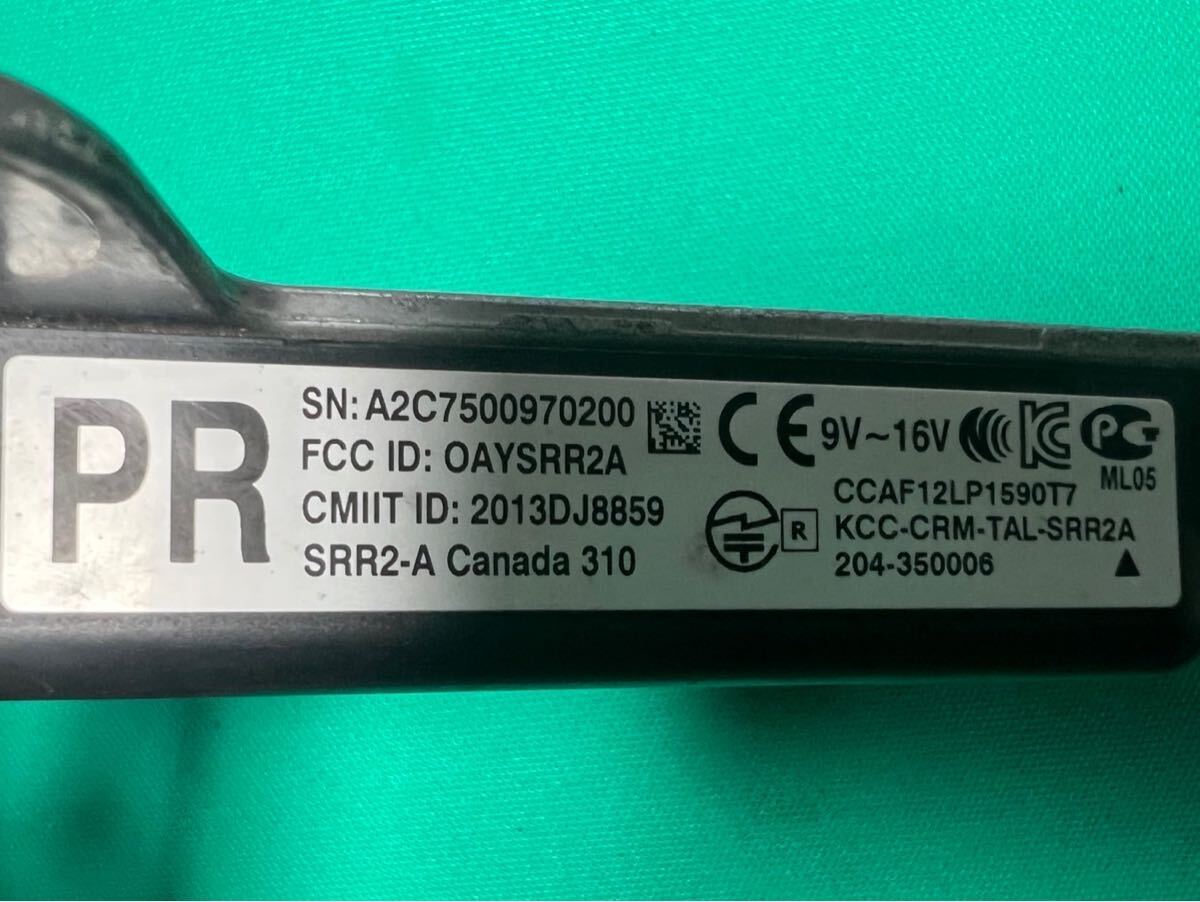 PR
SN: A2C7500970200
FCC ID: OAYSRR2A
CMIIT ID: 2013DJ8859
SRR2-A Canada 310
CE 9V~16V
ML05
CCAF12LP1590T7
R KCC-CRM-TAL-SRR2A
204-350006